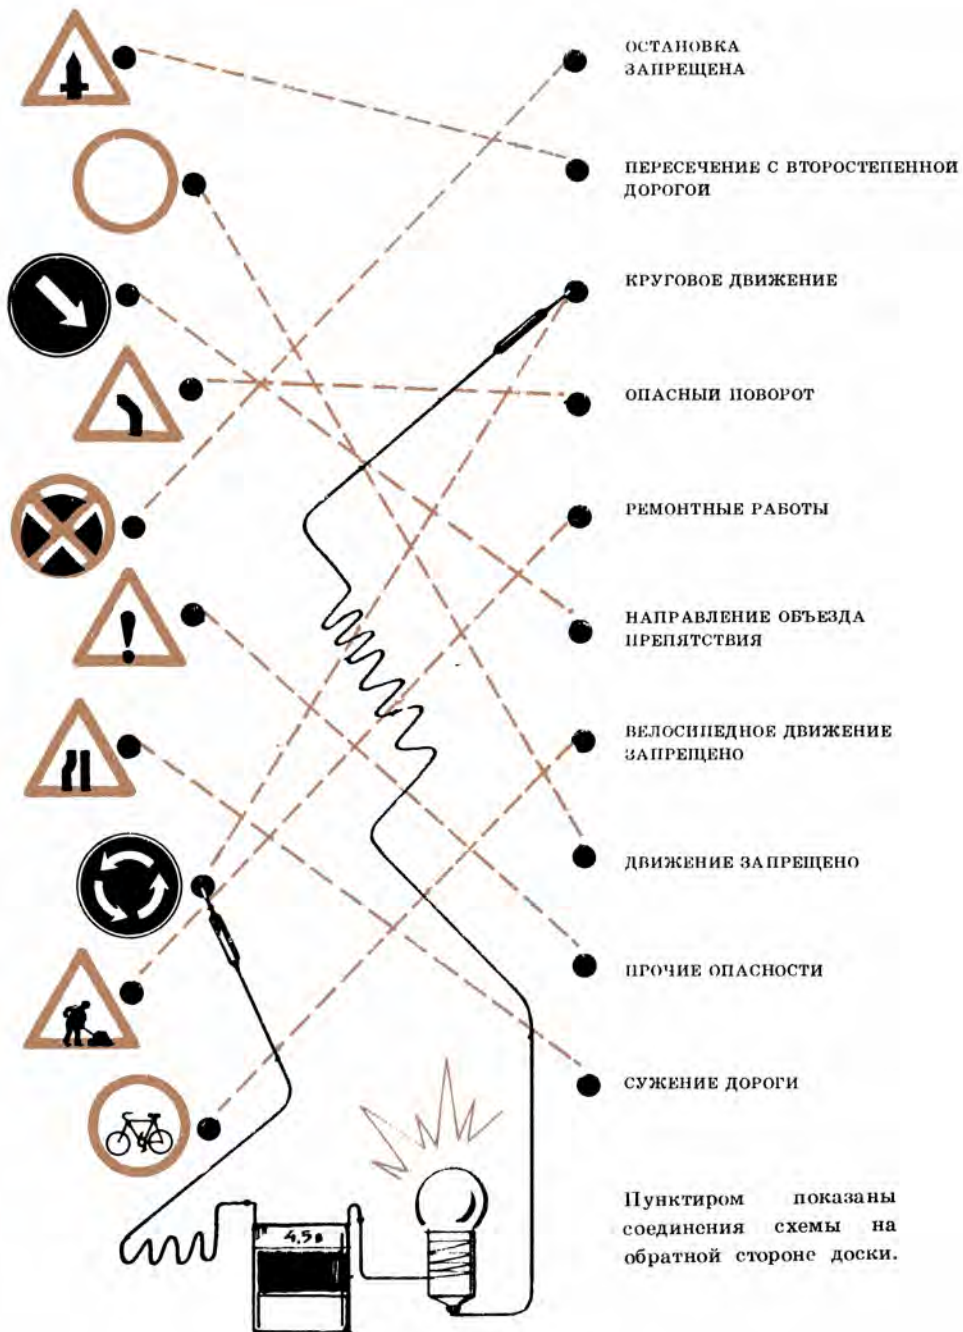 ОСТАНОВКА
ЗАПРЕЩЕНА
ПЕРЕСЕЧЕНИЕ С ВТОРОСТЕПЕННОЙ
ДОРОГОЙ
КРУГОВОЕ ДВИЖЕНИЕ
ОПАСНЫЙ ПОВОРОТ
РЕМОНТНЫЕ РАБОТЫ
НАПРАВЛЕНИЕ ОБЪЕЗДА
ПРЕПЯТСТВИЯ
ВЕЛОСИПЕДНОЕ ДВИЖЕНИЕ
ЗАПРЕЩЕНО
ДВИЖЕНИЕ ЗАПРЕЩЕНО
ПРОЧИЕ ОПАСНОСТИ
СУЖЕНИЕ ДОРОГИ
4,5 в
Пунктиром показаны
соединения схемы на
обратной стороне доски.